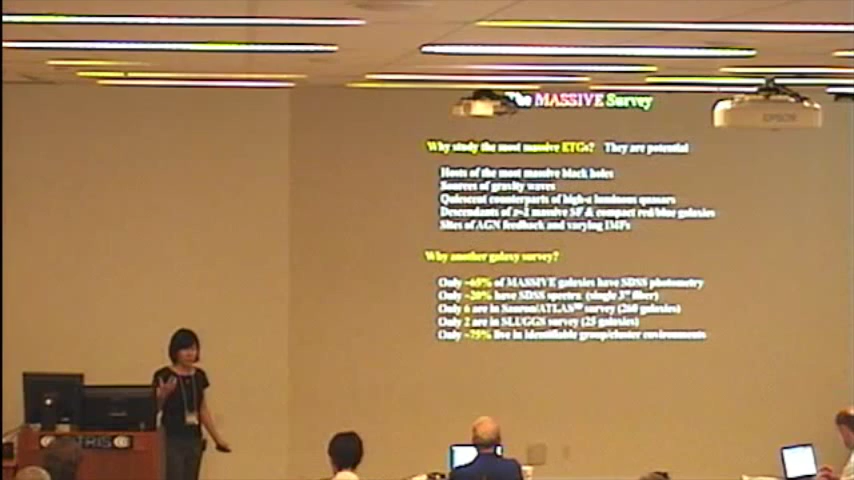 The MASSIVE Survey
EPSON
Why study the most massive ETGs? They are potential
Hosts of the most massive black holes
Sources of gravity waves
Quiescent counterparts of high-z luminous quasars
Descendants of z~2 massive SF & compact red/blue galaxies
Sites of AGN feedback and varying IMFs
Why another galaxy survey?
Only ~65% of MASSIVE galaxies have SDSS photometry
Only ~20% have SDSS spectra (single 3" fiber)
Only 6 are in Sauron/ATLAS3D survey (260 galaxies)
Only 2 are in SLUGGS survey (25 galaxies)
Only ~75% live in identifiable group/cluster environments